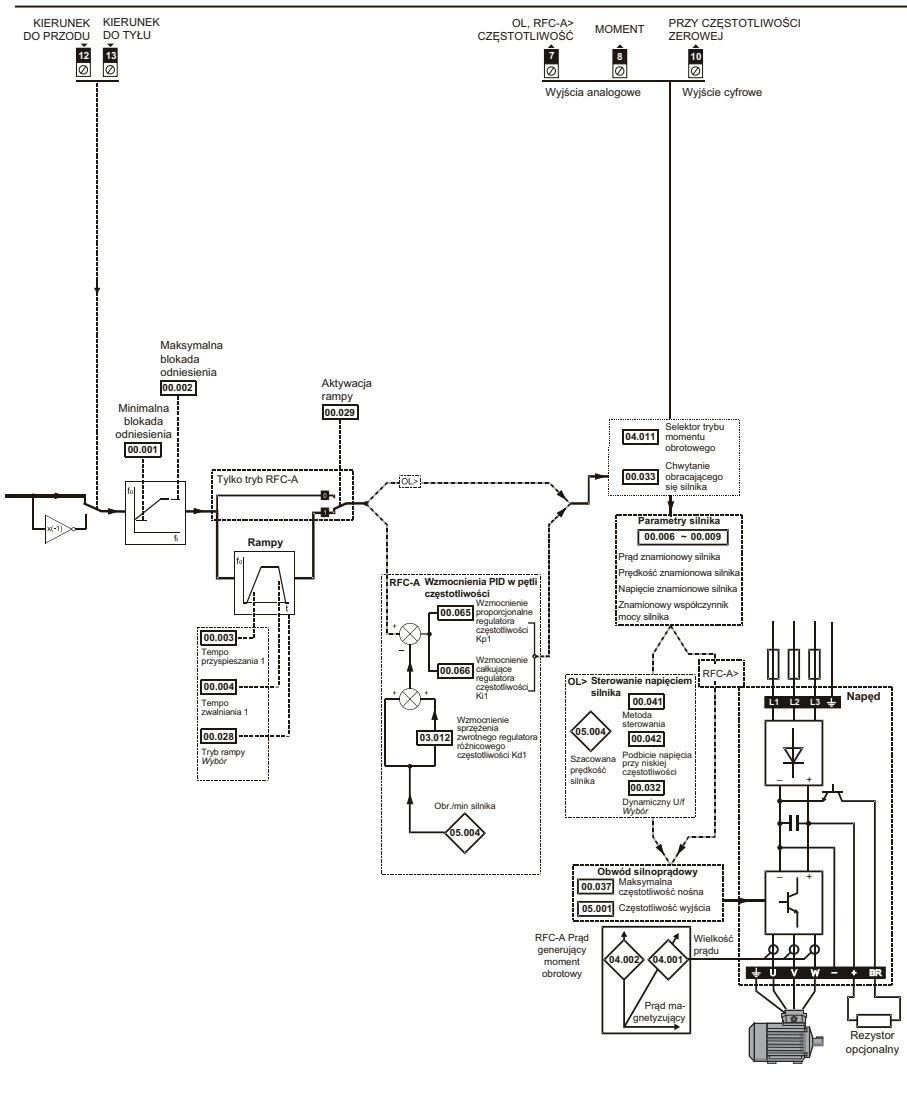 KIERUNEK
DO PRZODU
KIERUNEK
DO TYŁU
12
13
OL, RFC-A>
CZĘSTOTLIWOŚĆ
MOMENT
PRZY CZĘSTOTLIWOŚCI
ZEROWEJ
7
8
10
Wyjścia analogowe
Wyjście cyfrowe
Maksymalna
blokada
odniesienia
00.002
Minimalna
blokada
odniesienia
00.001
Aktywacja
rampy
00.029
Tylko tryb RFC-A
0
1
x(-1)
f₀
fᵢ
Rampy
f₀
t
00.003
Tempo
przyspieszania 1
00.004
Tempo
zwalniania 1
00.028
Tryb rampy
Wybór
OL>
RFC-A Wzmocnienia PID w pętli
częstotliwości
+
−
00.065
Wzmocnienie
proporcjonalne
regulatora
częstotliwości
Kp1
00.066
Wzmocnienie
całkujące
regulatora
częstotliwości
Ki1
+
+
03.012
Wzmocnienie
sprzężenia
zwrotnego regulatora
różnicowego
częstotliwości Kd1
Obr./min silnika
05.004
04.011
Selektor trybu
momentu
obrotowego
00.033
Chwytanie
obracającego
się silnika
Parametry silnika
00.006 ~ 00.009
Prąd znamionowy silnika
Prędkość znamionowa silnika
Napięcie znamionowe silnika
Znamionowy współczynnik
mocy silnika
RFC-A>
OL> Sterowanie napięciem
silnika
00.041
Metoda
sterowania
05.004
Szacowana
prędkość
silnika
00.042
Podbicie napięcia
przy niskiej
częstotliwości
00.032
Dynamiczny U/f
Wybór
Obwód silnoprądowy
00.037
Maksymalna
częstotliwość nośna
05.001
Częstotliwość wyjścia
RFC-A Prąd
generujący
moment
obrotowy
04.002
04.001
Wielkość
prądu
Prąd ma-
gnetyzujący
Napęd
L1 L2 L3
− +
− +
U V W − + BR
Rezystor
opcjonalny